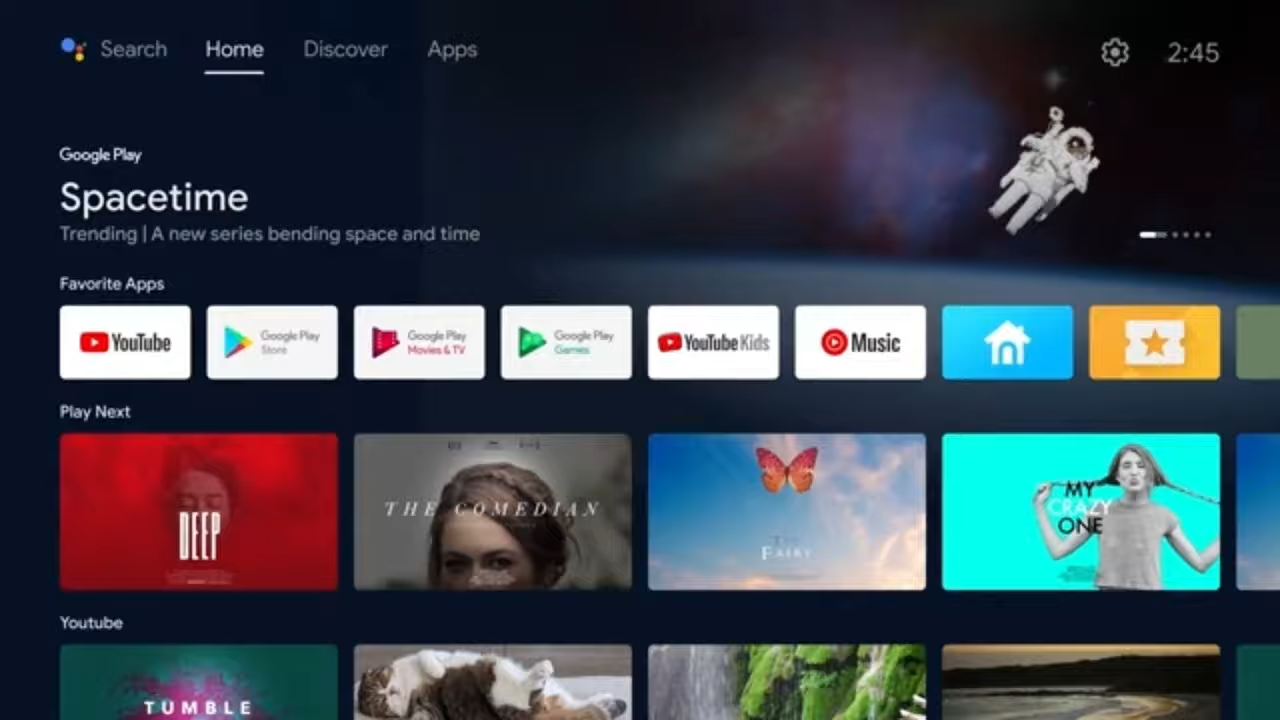 Search Home Discover Apps 2:45
Google Play
Spacetime
Trending | A new series bending space and time
Favorite Apps
YouTube
Google Play
Store
Google Play
Movies & TV
Google Play
Games
YouTube Kids
Music
Play Next
DEEP
THE COMEDIAN
THE
FAIRY
MY
CRAZY
ONE
Youtube
TUMBLE